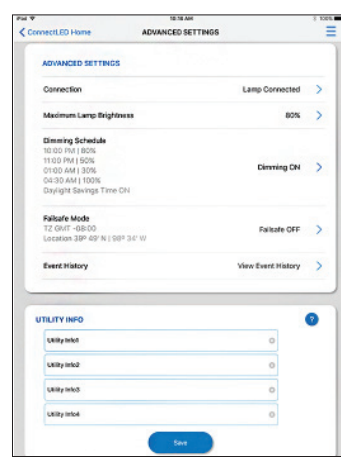 iPad
10:10 AM
100%
ConnectLED Home
ADVANCED SETTINGS
ADVANCED SETTINGS
Connection
Lamp Connected
Maximum Lamp Brightness
80%
Dimming Schedule
10:00 PM | 80%
11:00 PM | 50%
01:00 AM | 30%
04:30 AM | 100%
Daylight Savings Time ON
Dimming ON
Failsafe Mode
TZ GMT -08:00
Location 39º 49' N | 98º 34' W
Failsafe OFF
Event History
View Event History
UTILITY INFO
?
Utility Info1
Utility Info2
Utility Info3
Utility Info4
Save